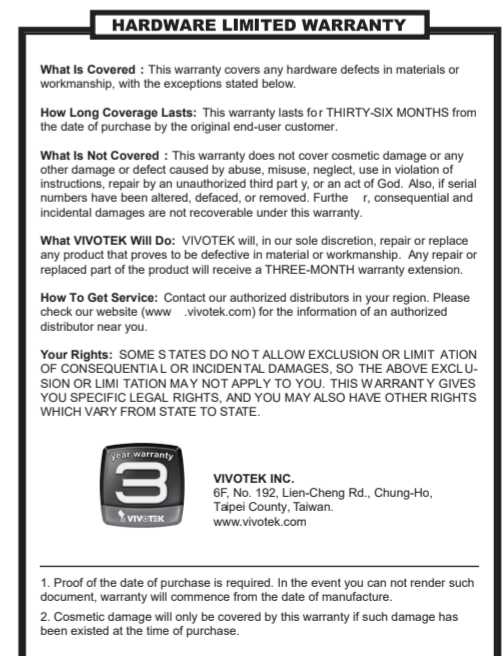 HARDWARE LIMITED WARRANTY
What Is Covered : This warranty covers any hardware defects in materials or
workmanship, with the exceptions stated below.
How Long Coverage Lasts: This warranty lasts for THIRTY-SIX MONTHS from
the date of purchase by the original end-user customer.
What Is Not Covered : This warranty does not cover cosmetic damage or any
other damage or defect caused by abuse, misuse, neglect, use in violation of
instructions, repair by an unauthorized third part y, or an act of God. Also, if serial
numbers have been altered, defaced, or removed. Furthe r, consequential and
incidental damages are not recoverable under this warranty.
What VIVOTEK Will Do: VIVOTEK will, in our sole discretion, repair or replace
any product that proves to be defective in material or workmanship. Any repair or
replaced part of the product will receive a THREE-MONTH warranty extension.
How To Get Service: Contact our authorized distributors in your region. Please
check our website (www .vivotek.com) for the information of an authorized
distributor near you.
Your Rights: SOME S TATES DO NO T ALLOW EXCLUSION OR LIMIT ATION
OF CONSEQUENTIA L OR INCIDEN TAL DAMAGES, SO THE ABOVE EXCL U-
SION OR LIMI TATION MA Y NOT APPLY TO YOU. THIS W ARRANT Y GIVES
YOU SPECIFIC LEGAL RIGHTS, AND YOU MAY ALSO HAVE OTHER RIGHTS
WHICH VARY FROM STATE TO STATE.
year warranty
3
VIVOTEK
VIVOTEK INC.
6F, No. 192, Lien-Cheng Rd., Chung-Ho,
Taipei County, Taiwan.
www.vivotek.com
1. Proof of the date of purchase is required. In the event you can not render such
document, warranty will commence from the date of manufacture.
2. Cosmetic damage will only be covered by this warranty if such damage has
been existed at the time of purchase.